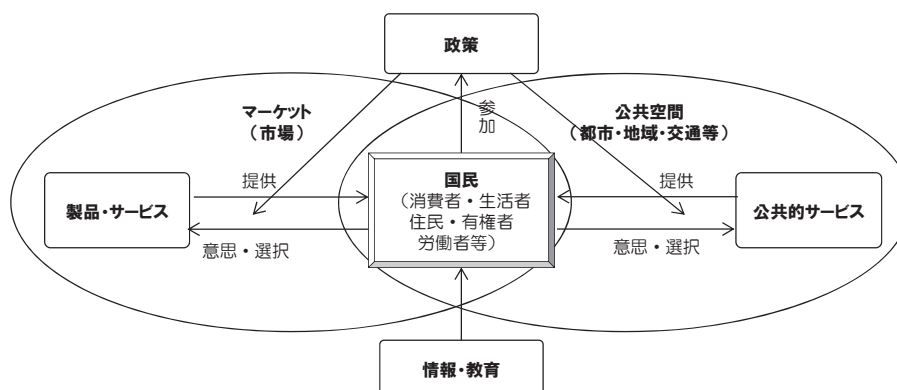 政策
マーケット
（市場）
参
加
公共空間
（都市・地域・交通等）
提供
国民
（消費者・生活者
住民・有権者
労働者等）
提供
製品・サービス
公共的サービス
意思・選択
意思・選択
情報・教育